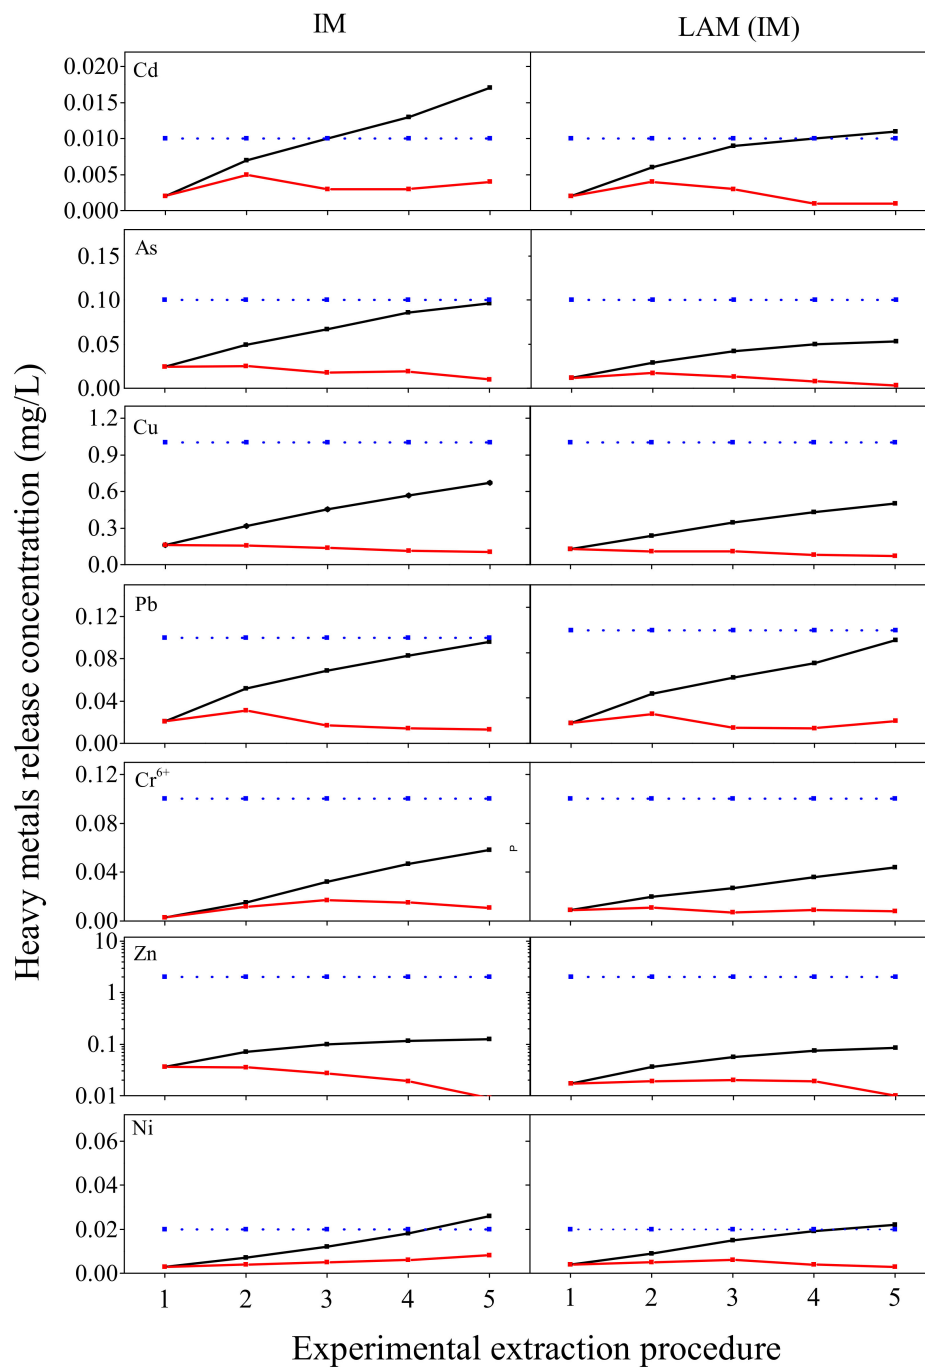 IM
LAM (IM)
Heavy metals release concentrattion (mg/L)
Cd
0.020
0.015
0.010
0.005
0.000
As
0.15
0.10
0.05
0.00
Cu
1.2
0.9
0.6
0.3
0.0
Pb
0.12
0.08
0.04
0.00
Cr6+
0.12
0.08
0.04
0.00
P
Zn
10
1
0.1
0.01
Ni
0.06
0.04
0.02
0.00
1 2 3 4 5
1 2 3 4 5
Experimental extraction procedure